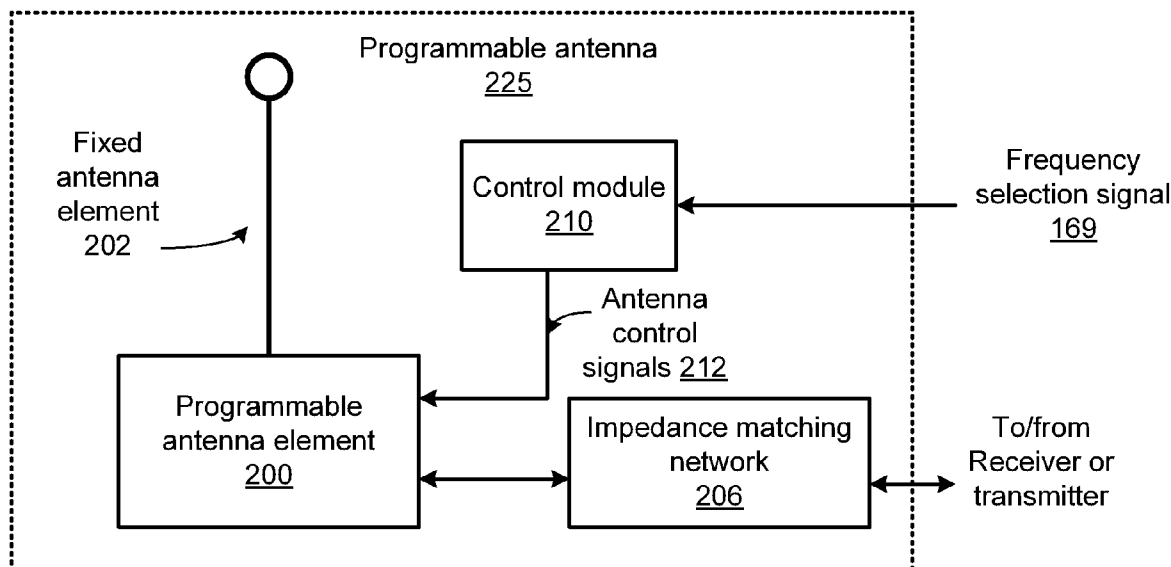 Programmable antenna
225
Fixed
antenna
element
202
Control module
210
Frequency
selection signal
169
Antenna
control
signals 212
Programmable
antenna element
200
Impedance matching
network
206
To/from
Receiver or
transmitter